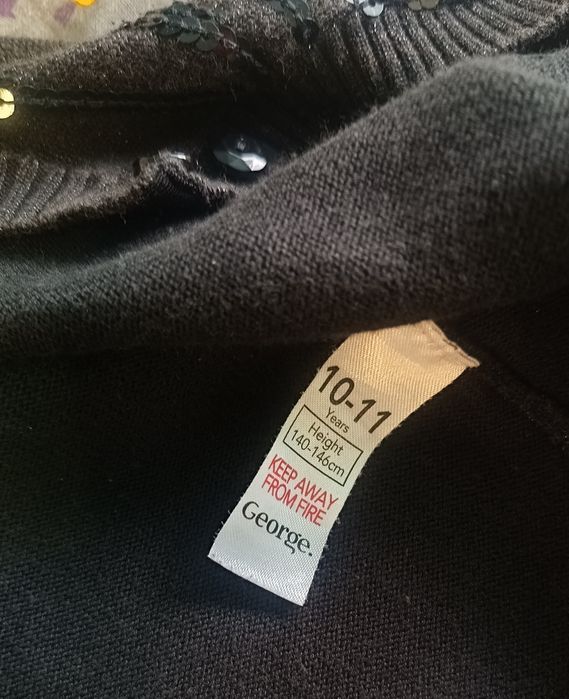 10-11
Years
Height
140-146cm
KEEP AWAY
FROM FIRE
George.